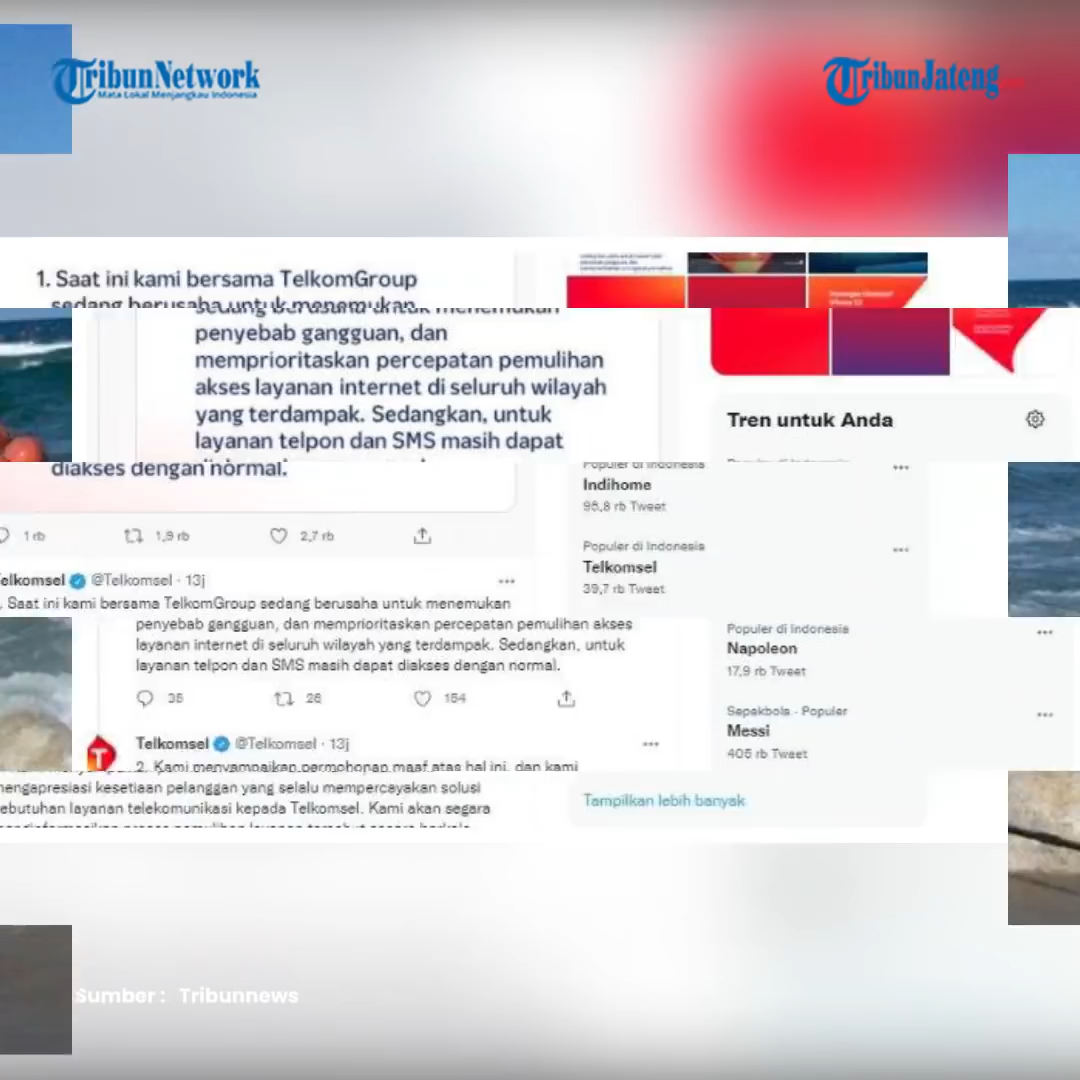 TribunNetwork
Mata Lokal Menjangkau Indonesia
TribunJateng
1. Saat ini kami bersama TelkomGroup
sedang berusaha untuk menemukan
penyebab gangguan, dan
memprioritaskan percepatan pemulihan
akses layanan internet di seluruh wilayah
yang terdampak. Sedangkan, untuk
layanan telpon dan SMS masih dapat
diakses dengan normal.
1 rb 1,9 rb 2,7 rb
elkomsel @Telkomsel · 13j
. Saat ini kami bersama TelkomGroup sedang berusaha untuk menemukan
penyebab gangguan, dan memprioritaskan percepatan pemulihan akses
layanan internet di seluruh wilayah yang terdampak. Sedangkan, untuk
layanan telpon dan SMS masih dapat diakses dengan normal.
35 26 154
Telkomsel @Telkomsel · 13j
2. Kami menyampaikan permohonan maaf atas hal ini, dan kami
mengapresiasi kesetiaan pelanggan yang selalu mempercayakan solusi
ebutuhan layanan telekomunikasi kepada Telkomsel. Kami akan segera
Tren untuk Anda
Populer di Indonesia
Indihome
95,8 rb Tweet
Populer di Indonesia
Telkomsel
39,7 rb Tweet
Populer di Indonesia
Napoleon
17,9 rb Tweet
Sepakbola · Populer
Messi
405 rb Tweet
Tampilkan lebih banyak
Sumber : Tribunnews